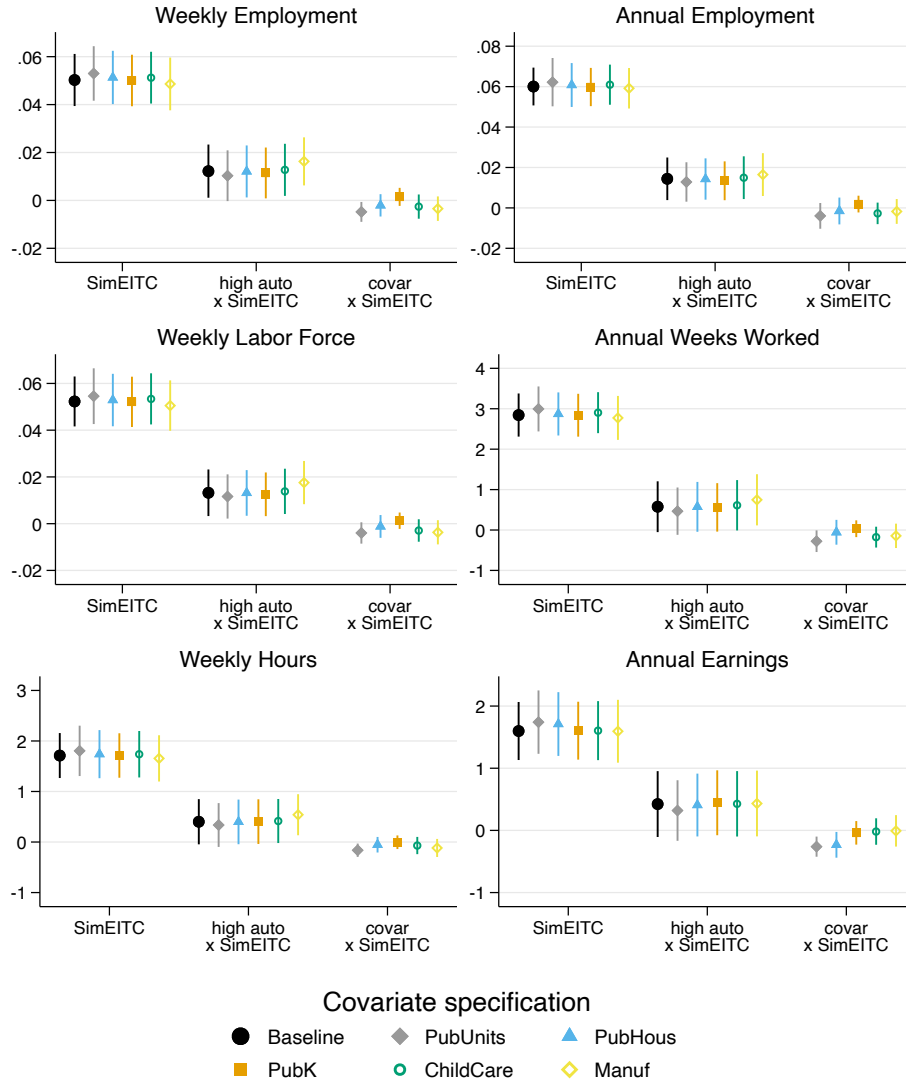 Weekly Employment
.06
.04
.02
0
-.02
SimEITC
high auto
x SimEITC
covar
x SimEITC
Annual Employment
.08
.06
.04
.02
0
-.02
SimEITC
high auto
x SimEITC
covar
x SimEITC
Weekly Labor Force
.06
.04
.02
0
-.02
SimEITC
high auto
x SimEITC
covar
x SimEITC
Annual Weeks Worked
4
3
2
1
0
-1
SimEITC
high auto
x SimEITC
covar
x SimEITC
Weekly Hours
3
2
1
0
-1
SimEITC
high auto
x SimEITC
covar
x SimEITC
Annual Earnings
2
1
0
-1
SimEITC
high auto
x SimEITC
covar
x SimEITC
Covariate specification
Baseline PubUnits PubHous
PubK ChildCare Manuf